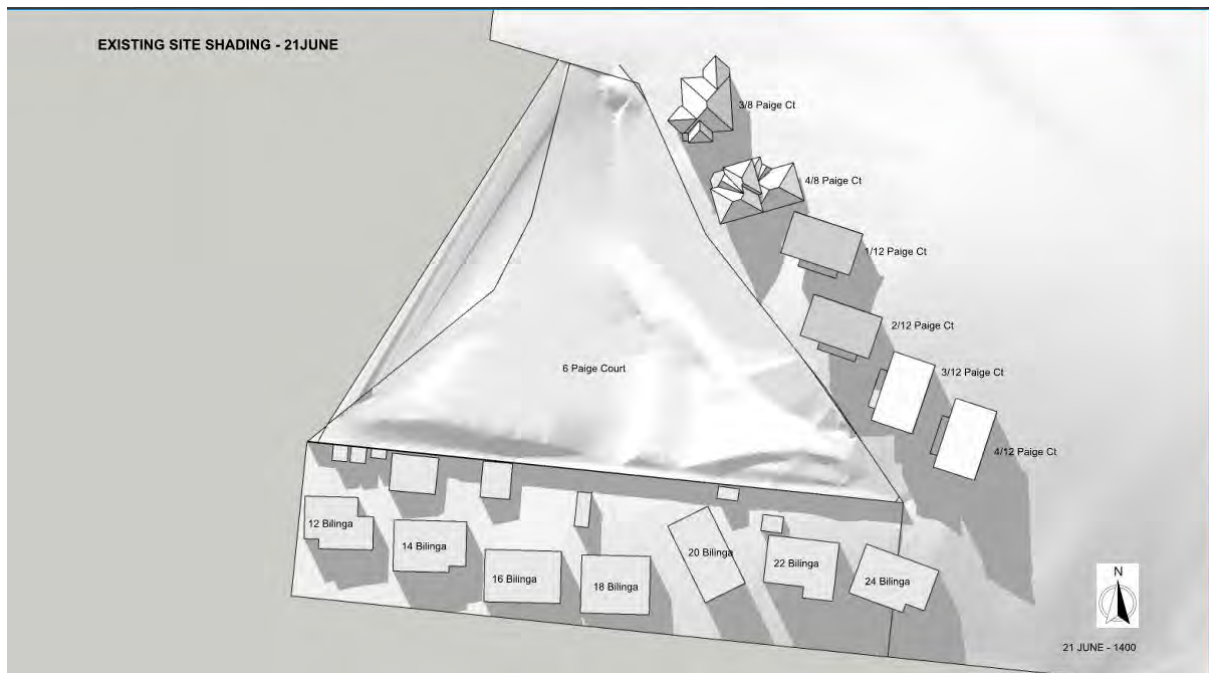 EXISTING SITE SHADING - 21JUNE
3/8 Paige Ct
4/8 Paige Ct
1/12 Paige Ct
2/12 Paige Ct
6 Paige Court
3/12 Paige Ct
4/12 Paige Ct
12 Bilinga
14 Bilinga
16 Bilinga
18 Bilinga
20 Bilinga
22 Bilinga
24 Bilinga
N
21 JUNE - 1400